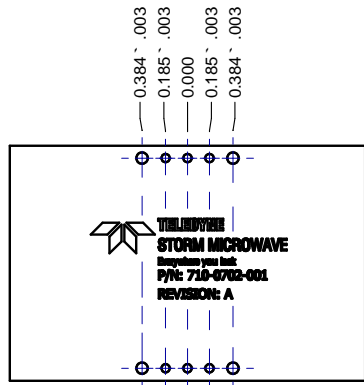 0.384 ` .003
0.185 ` .003
0.000
0.185 ` .003
0.384 ` .003
TELEDYNE
STORM MICROWAVE
Everywhere you look
P/N: 710-0702-001
REVISION: A